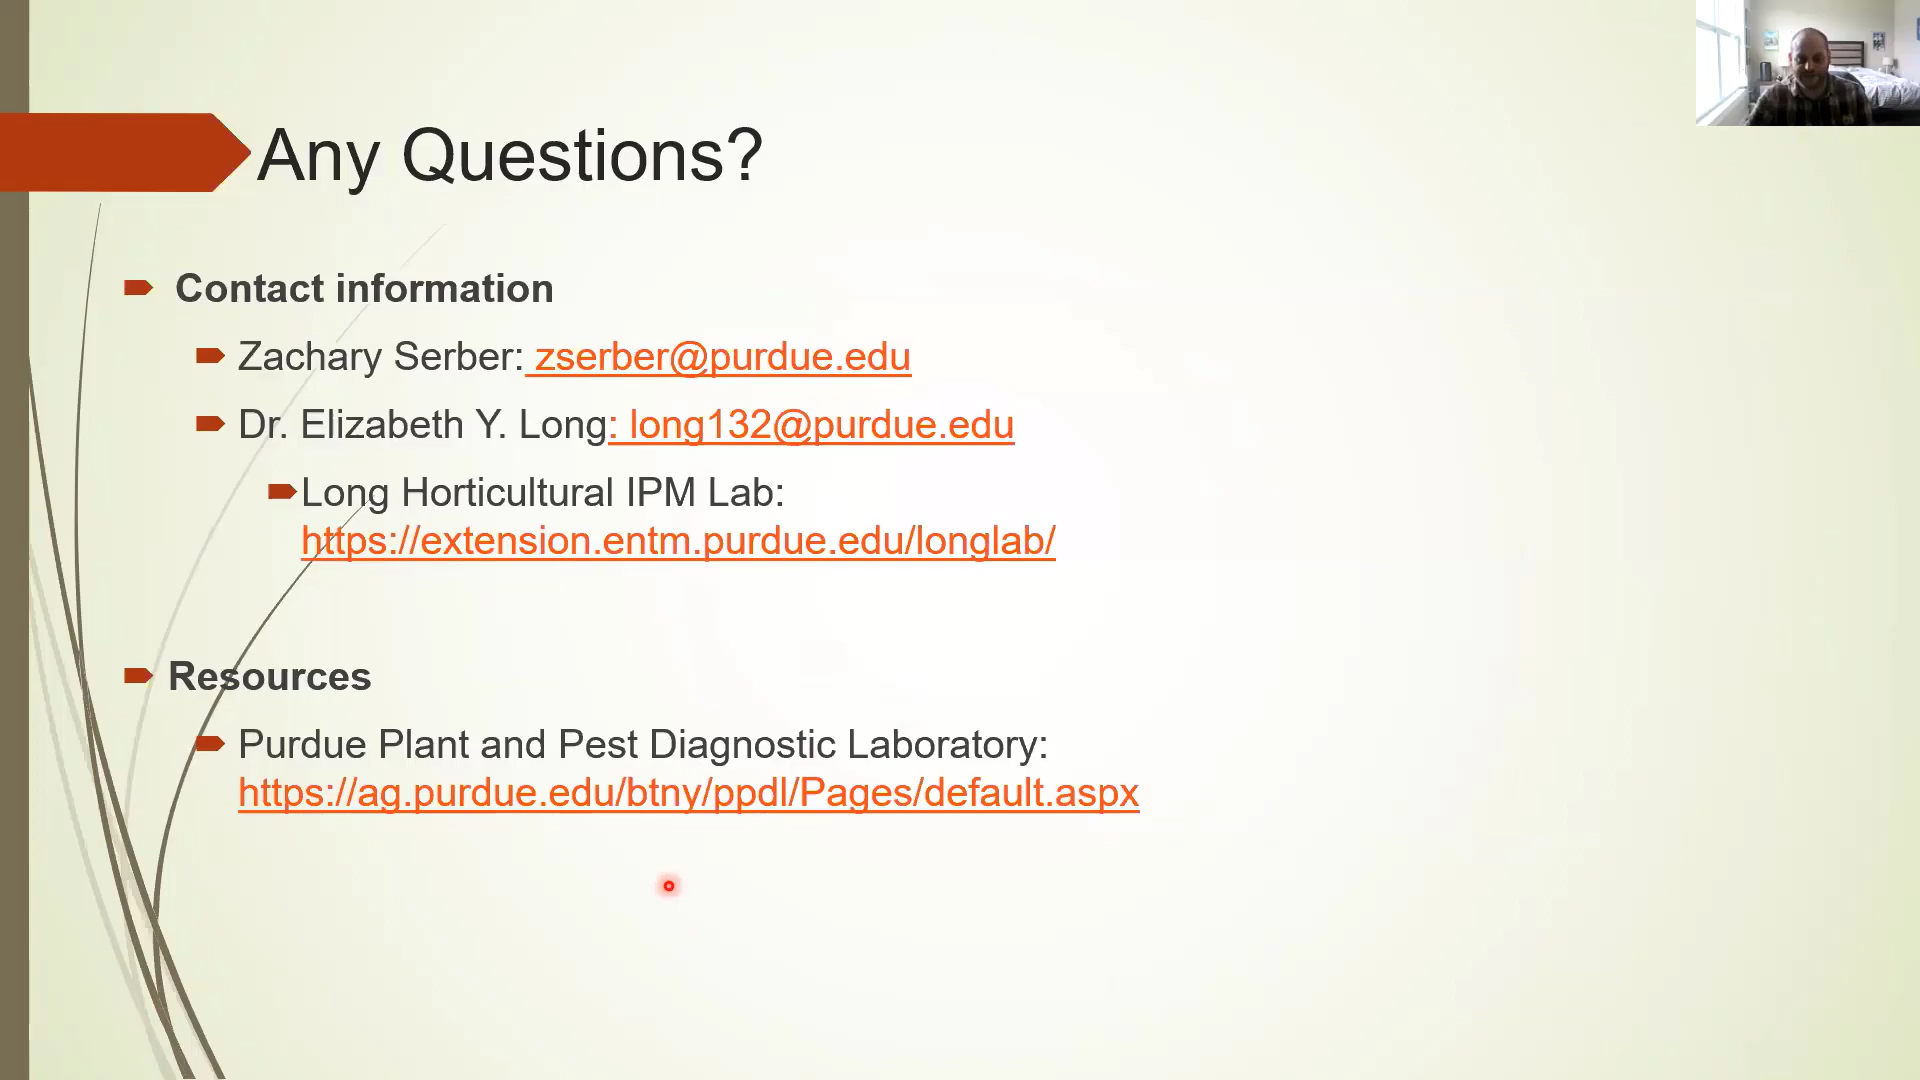 Any Questions?
Contact information
Zachary Serber: zserber@purdue.edu
Dr. Elizabeth Y. Long: long132@purdue.edu
Long Horticultural IPM Lab:
https://extension.entm.purdue.edu/longlab/
Resources
Purdue Plant and Pest Diagnostic Laboratory:
https://ag.purdue.edu/btny/ppdl/Pages/default.aspx